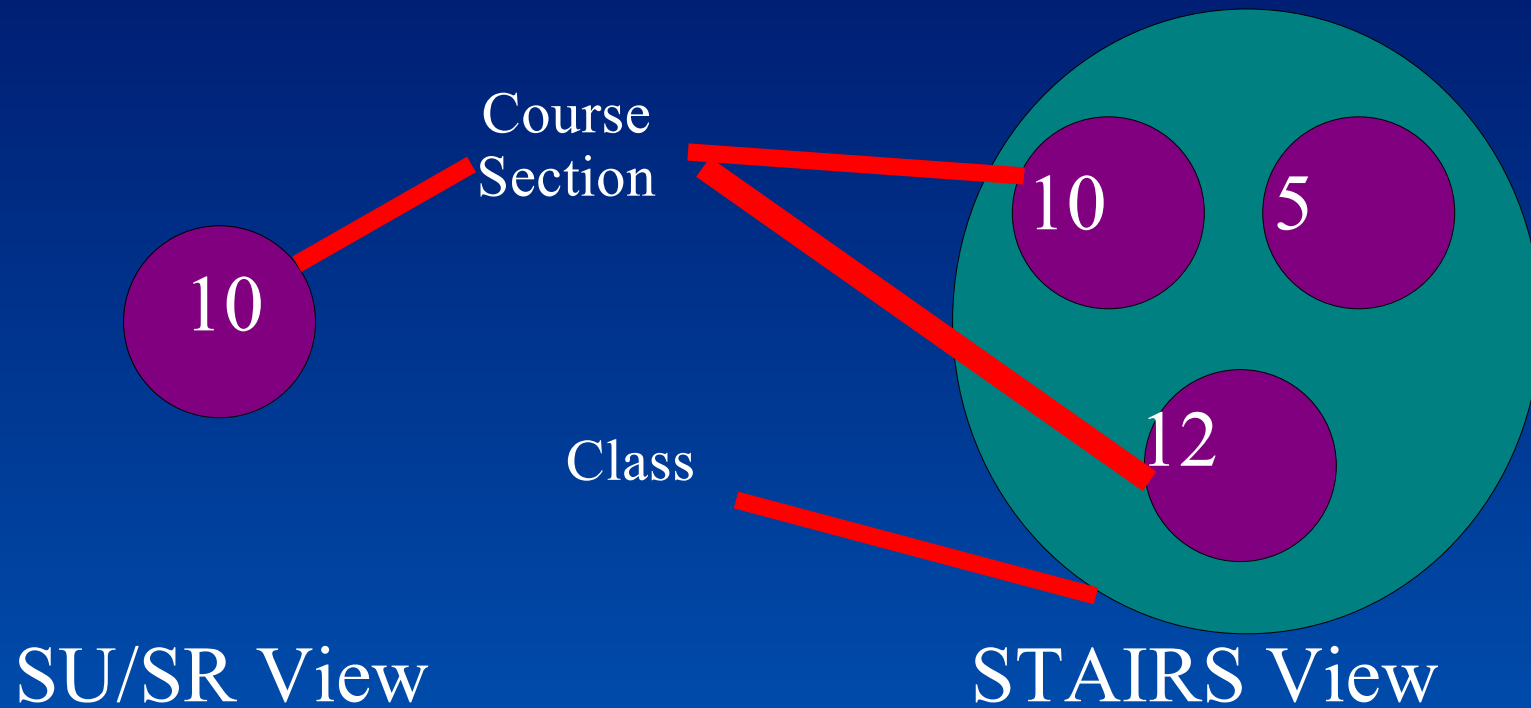 Course
Section
10
5
10
12
Class
SU/SR View
STAIRS View